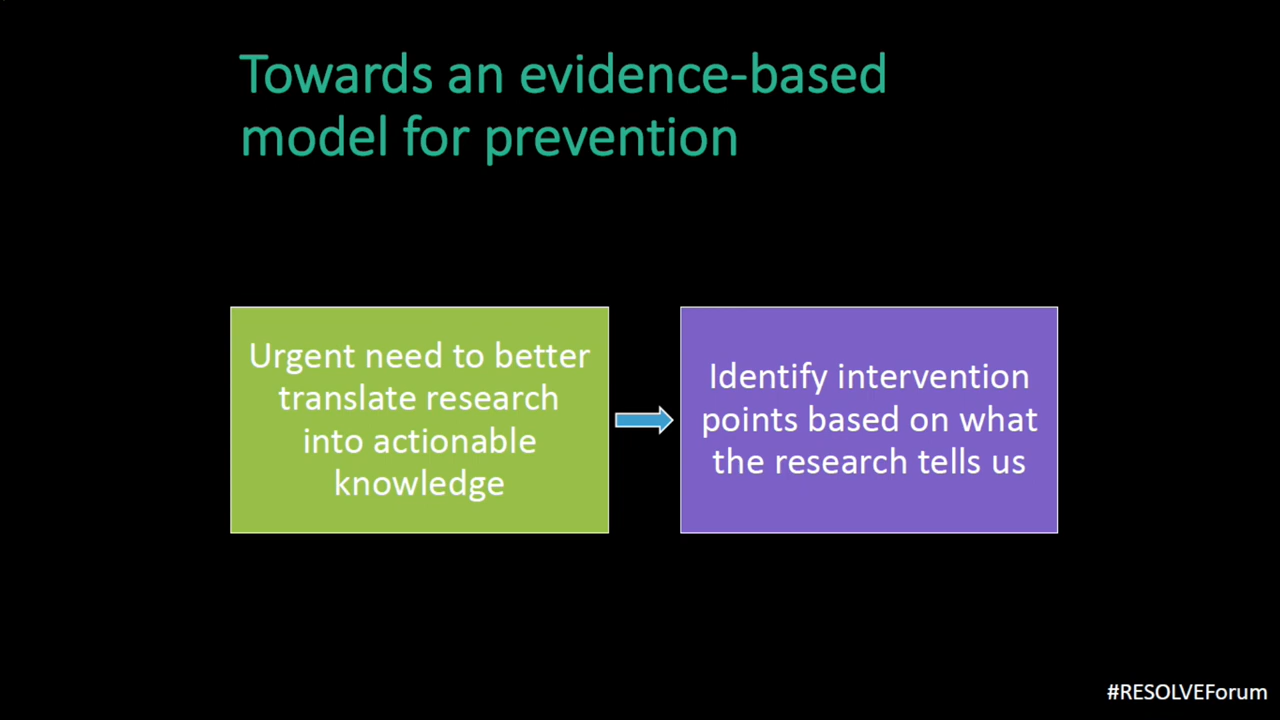 Towards an evidence-based
model for prevention
Urgent need to better
translate research
into actionable
knowledge
Identify intervention
points based on what
the research tells us
#RESOLVEForum